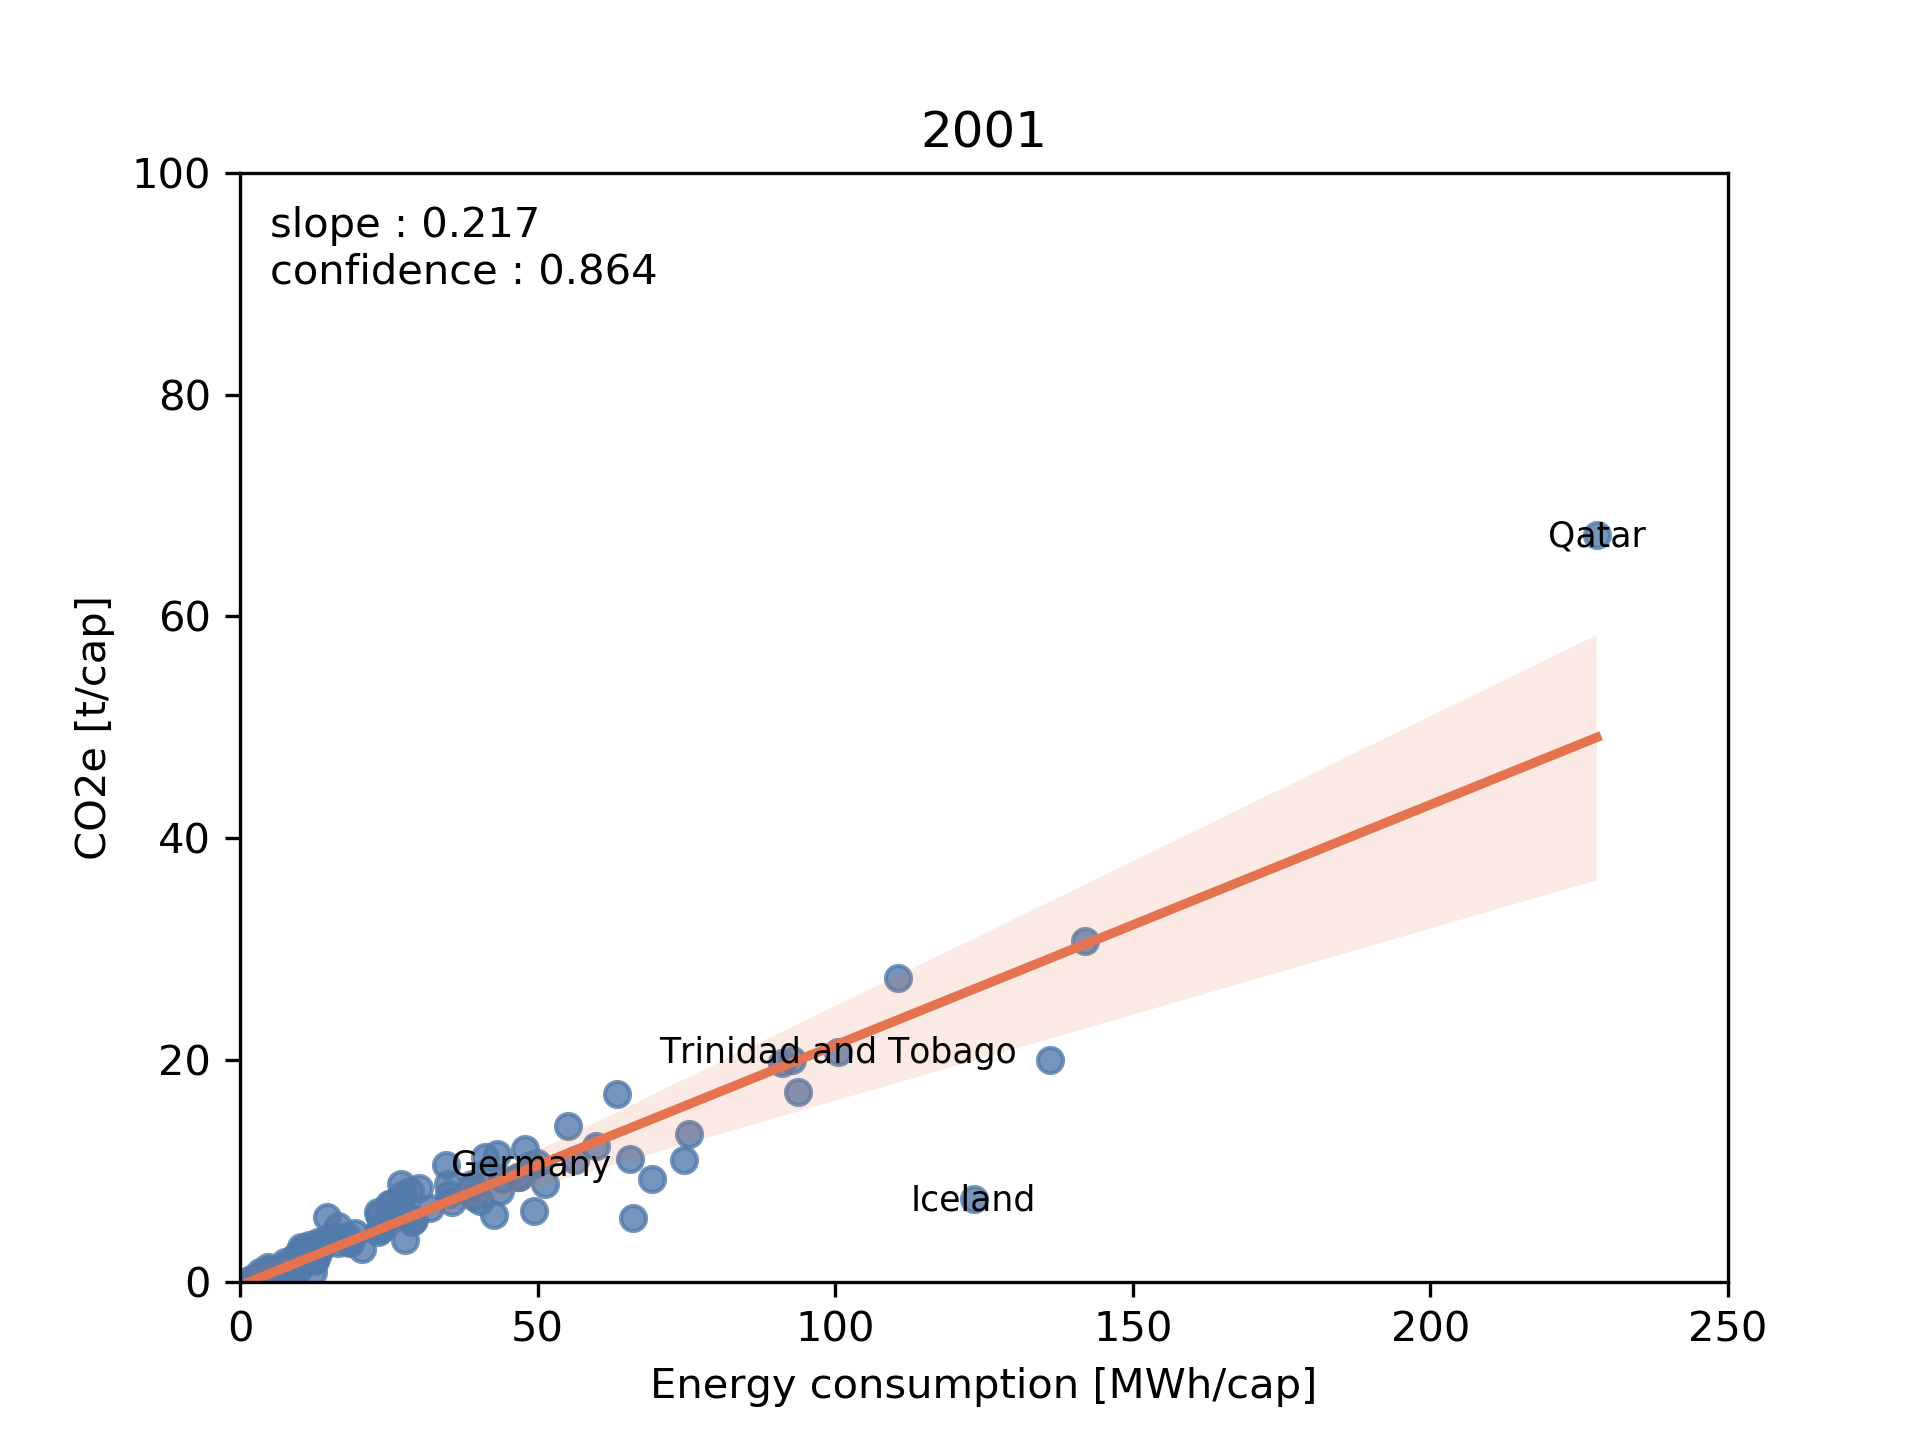 2001
100
slope : 0.217
confidence : 0.864
80
Qatar
60
CO2e [t/cap]
40
Trinidad and Tobago
20
Germany
Iceland
0
0 50 100 150 200 250
Energy consumption [MWh/cap]